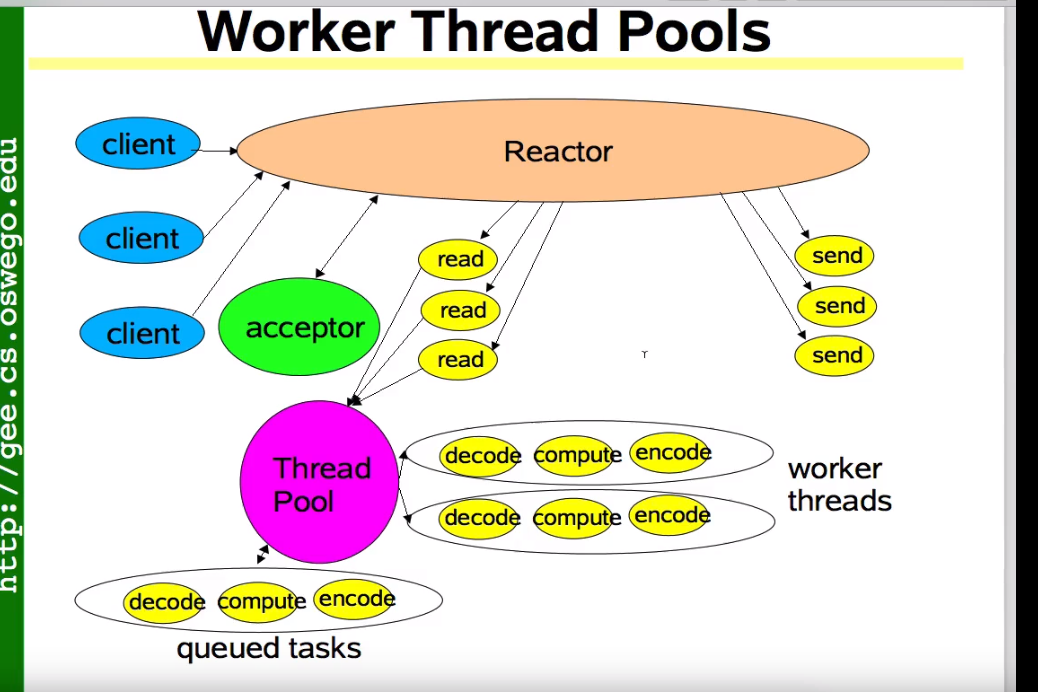 Worker Thread Pools
http://gee.cs.oswego.edu
client
Reactor
client
client
acceptor
read
read
read
send
send
send
Thread
Pool
decode compute encode
decode compute encode
worker
threads
decode compute encode
queued tasks